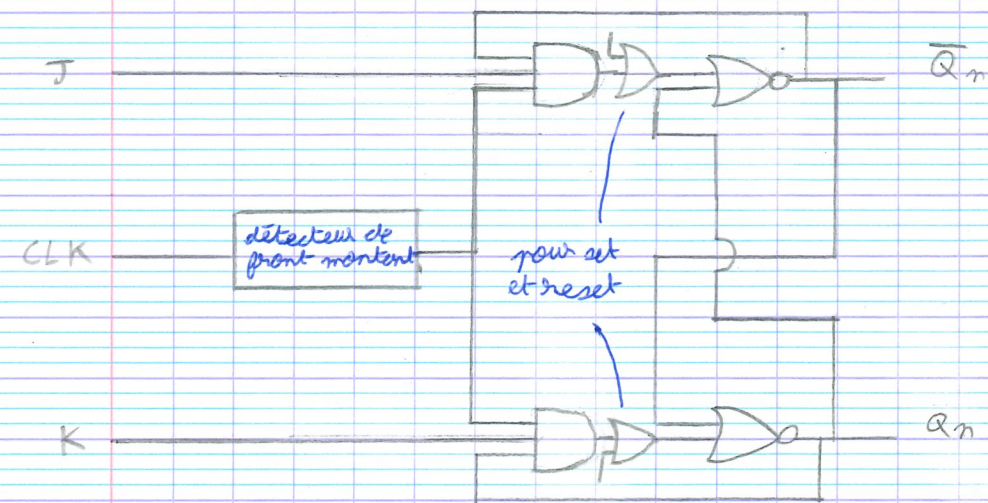 J
Q̅n
détecteur de
front montant
CLK
pour set
et reset
K
Qn